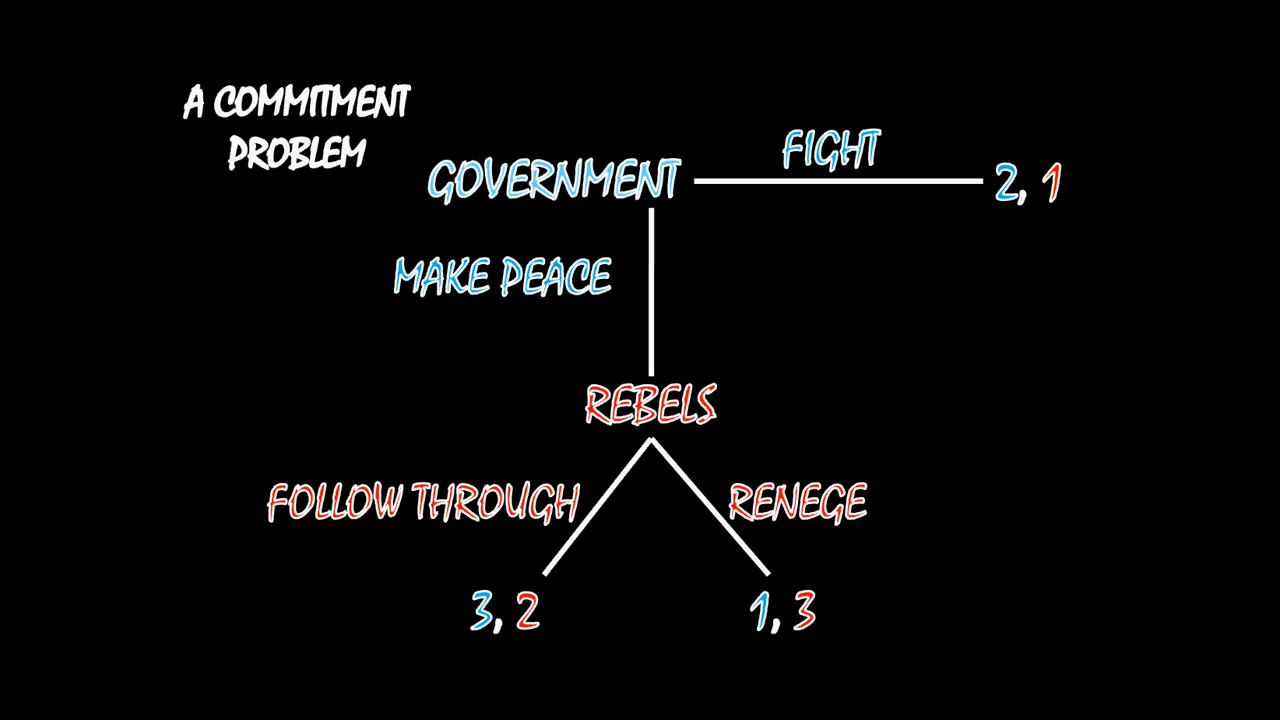 A COMMITMENT
PROBLEM
FIGHT
GOVERNMENT
2, 1
MAKE PEACE
REBELS
FOLLOW THROUGH
RENEGE
3, 2
1, 3